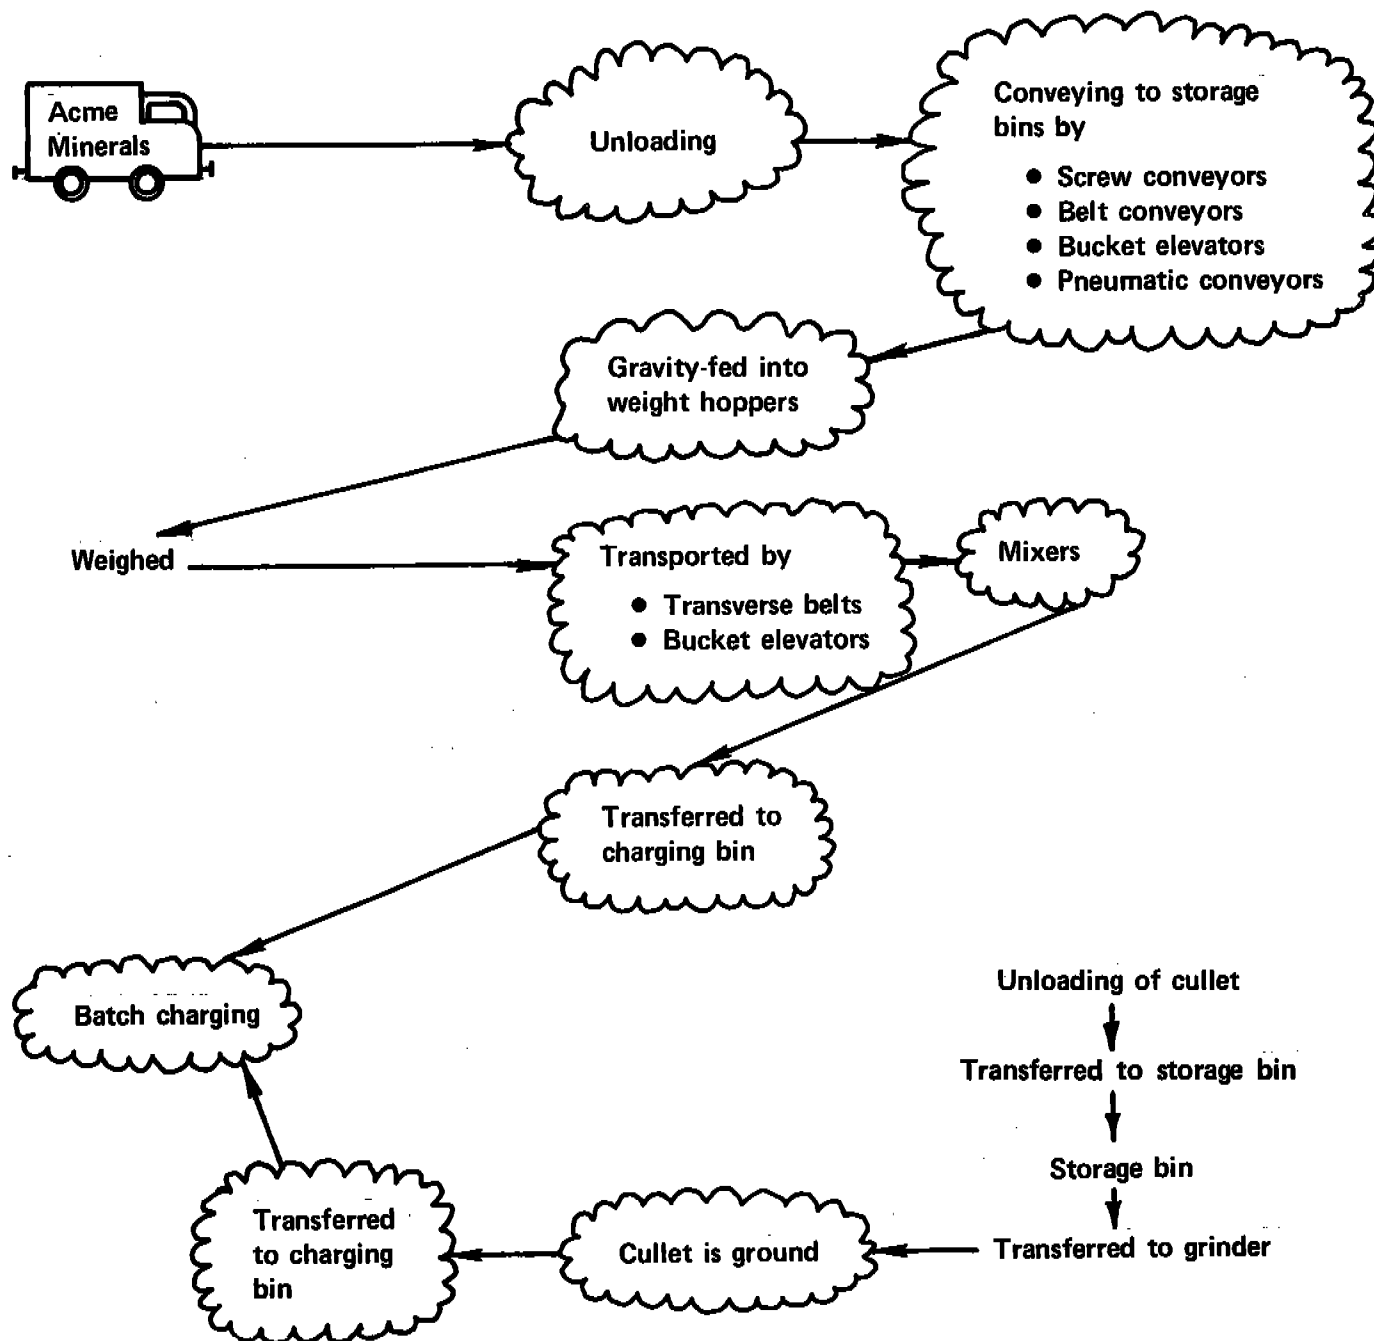 Acme
Minerals
Unloading
Conveying to storage
bins by
● Screw conveyors
● Belt conveyors
● Bucket elevators
● Pneumatic conveyors
Gravity-fed into
weight hoppers
Weighed
Transported by
● Transverse belts
● Bucket elevators
Mixers
Transferred to
charging bin
Batch charging
Unloading of cullet
Transferred to storage bin
Storage bin
Transferred to grinder
Cullet is ground
Transferred
to charging
bin